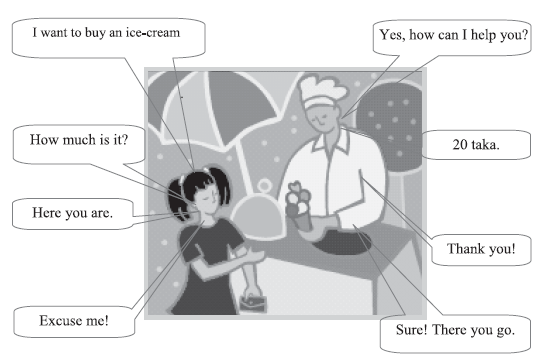 I want to buy an ice-cream
Yes, how can I help you?
How much is it?
20 taka.
Here you are.
Thank you!
Excuse me!
Sure! There you go.